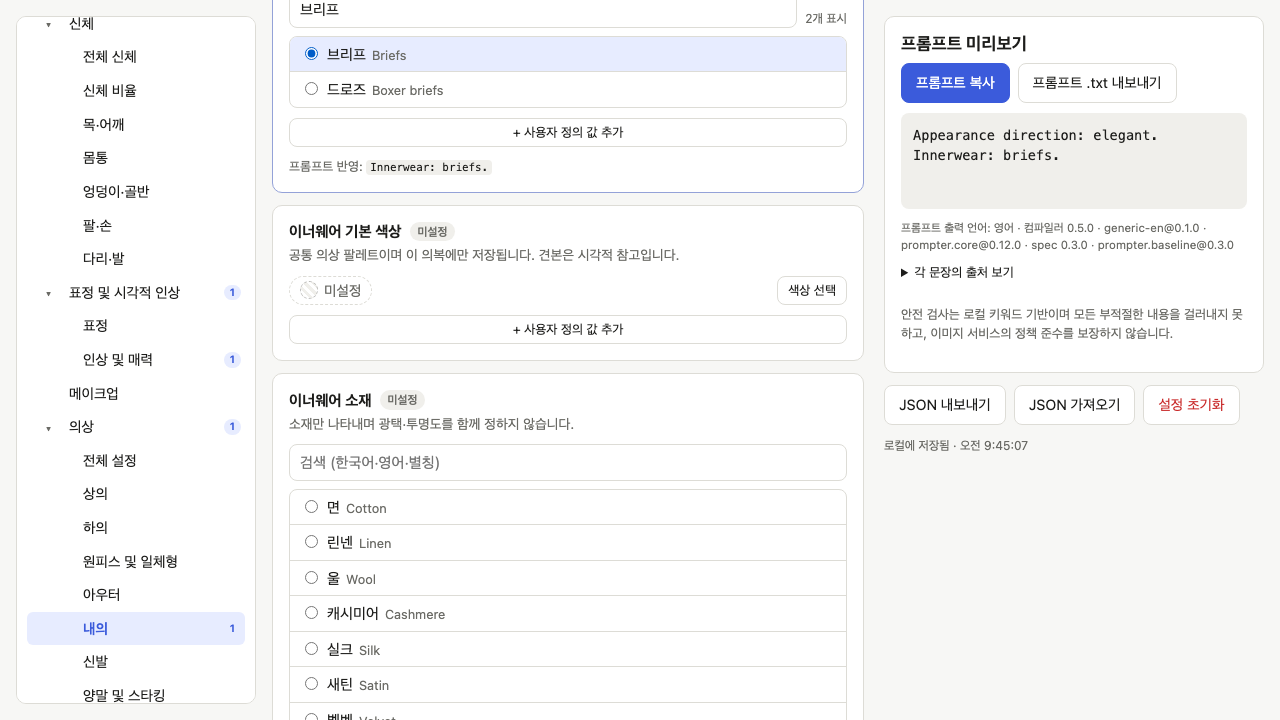 신체
전체 신체
신체 비율
목·어깨
몸통
엉덩이·골반
팔·손
다리·발
표정 및 시각적 인상 1
표정
인상 및 매력 1
메이크업
의상 1
전체 설정
상의
하의
원피스 및 일체형
아우터
내의 1
신발
양말 및 스타킹
브리프
2개 표시
브리프 Briefs
드로즈 Boxer briefs
+ 사용자 정의 값 추가
프롬프트 반영: Innerwear: briefs.
이너웨어 기본 색상 미설정
공통 의상 팔레트이며 이 의복에만 저장됩니다. 견본은 시각적 참고입니다.
미설정 색상 선택
+ 사용자 정의 값 추가
이너웨어 소재 미설정
소재만 나타내며 광택·투명도를 함께 정하지 않습니다.
검색 (한국어·영어·별칭)
면 Cotton
린넨 Linen
울 Wool
캐시미어 Cashmere
실크 Silk
새틴 Satin
벨벳 Velvet
프롬프트 미리보기
프롬프트 복사 프롬프트 .txt 내보내기
Appearance direction: elegant.
Innerwear: briefs.
프롬프트 출력 언어: 영어 · 컴파일러 0.5.0 · generic-en@0.1.0 ·
prompter.core@0.12.0 · spec 0.3.0 · prompter.baseline@0.3.0
각 문장의 출처 보기
안전 검사는 로컬 키워드 기반이며 모든 부적절한 내용을 걸러내지 못
하고, 이미지 서비스의 정책 준수를 보장하지 않습니다.
JSON 내보내기 JSON 가져오기 설정 초기화
로컬에 저장됨 · 오전 9:45:07